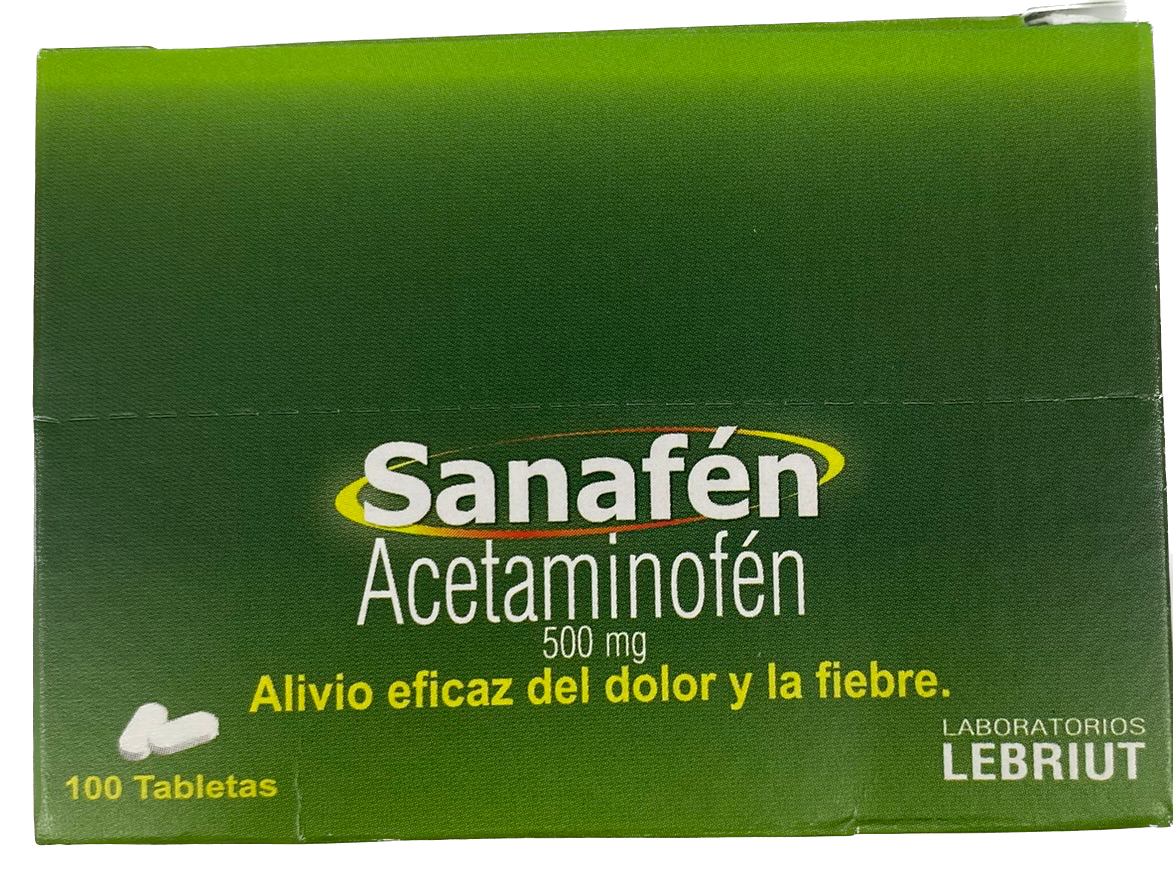 Sanafén
Acetaminofén
500 mg
Alivio eficaz del dolor y la fiebre.
100 Tabletas
LABORATORIOS
LEBRIUT